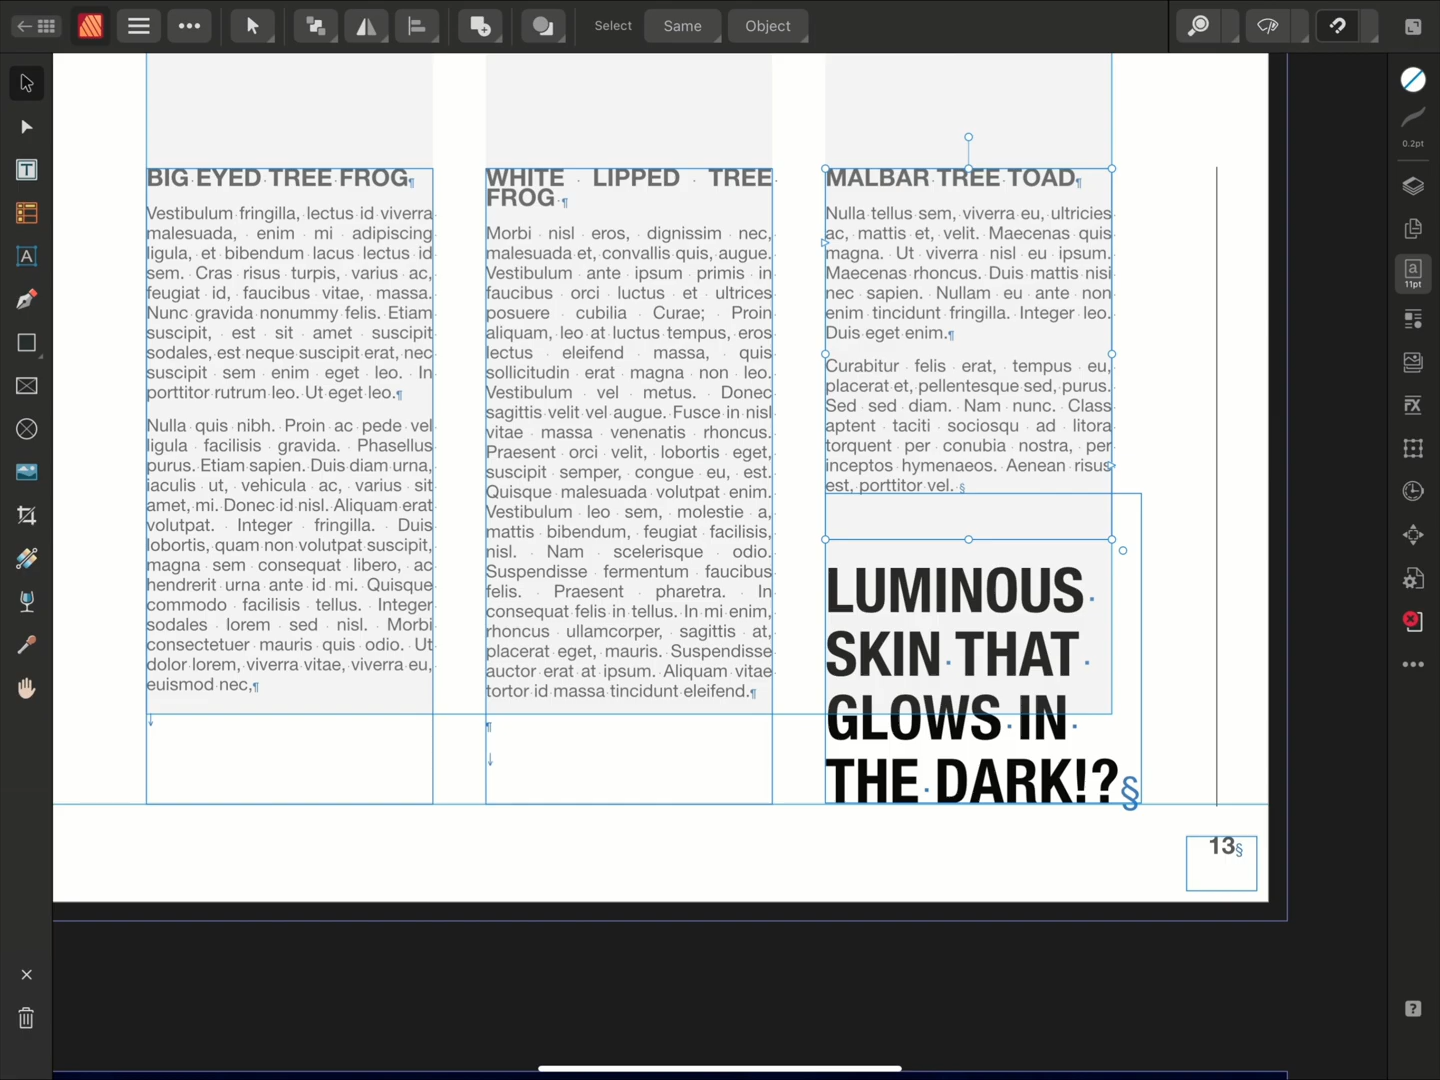 Select
Same
Object
0.2pt
a
11pt
FX
T
A
BIG EYED TREE FROG¶
Vestibulum fringilla, lectus id viverra
malesuada, enim mi adipiscing
ligula, et bibendum lacus lectus id
sem. Cras risus turpis, varius ac,
feugiat id, faucibus vitae, massa.
Nunc gravida nonummy felis. Etiam
suscipit, est sit amet suscipit
sodales, est neque suscipit erat, nec
suscipit sem enim eget leo. In
porttitor rutrum leo. Ut eget leo.¶
Nulla quis nibh. Proin ac pede vel
ligula facilisis gravida. Phasellus
purus. Etiam sapien. Duis diam urna,
iaculis ut, vehicula ac, varius sit
amet, mi. Donec id nisl. Aliquam erat
volutpat. Integer fringilla. Duis
lobortis, quam non volutpat suscipit,
magna sem consequat libero, ac
hendrerit urna ante id mi. Quisque
commodo facilisis tellus. Integer
sodales lorem sed nisl. Morbi
consectetuer mauris quis odio. Ut
dolor lorem, viverra vitae, viverra eu,
euismod nec,¶
WHITE LIPPED TREE
FROG ¶
Morbi nisl eros, dignissim nec,
malesuada et, convallis quis, augue.
Vestibulum ante ipsum primis in
faucibus orci luctus et ultrices
posuere cubilia Curae; Proin
aliquam, leo at luctus tempus, eros
lectus eleifend massa, quis
sollicitudin erat magna non leo.
Vestibulum vel metus. Donec
sagittis velit vel augue. Fusce in nisl
vitae massa venenatis rhoncus.
Praesent orci velit, lobortis eget,
suscipit semper, congue eu, est.
Quisque malesuada volutpat enim.
Vestibulum leo sem, molestie a,
mattis bibendum, feugiat facilisis,
nisl. Nam scelerisque odio.
Suspendisse fermentum faucibus
felis. Praesent pharetra. In
consequat felis in tellus. In mi enim,
rhoncus ullamcorper, sagittis at,
placerat eget, mauris. Suspendisse
auctor erat at ipsum. Aliquam vitae
tortor id massa tincidunt eleifend.¶
¶
MALBAR TREE TOAD¶
Nulla tellus sem, viverra eu, ultricies
ac, mattis et, velit. Maecenas quis
magna. Ut viverra nisl eu ipsum.
Maecenas rhoncus. Duis mattis nisi
nec sapien. Nullam eu ante non
enim tincidunt fringilla. Integer leo.
Duis eget enim.¶
Curabitur felis erat, tempus eu,
placerat et, pellentesque sed, purus.
Sed sed diam. Nam nunc. Class
aptent taciti sociosqu ad litora
torquent per conubia nostra, per
inceptos hymenaeos. Aenean risus
est, porttitor vel. §
LUMINOUS
SKIN THAT
GLOWS IN
THE DARK!?§
13§
?